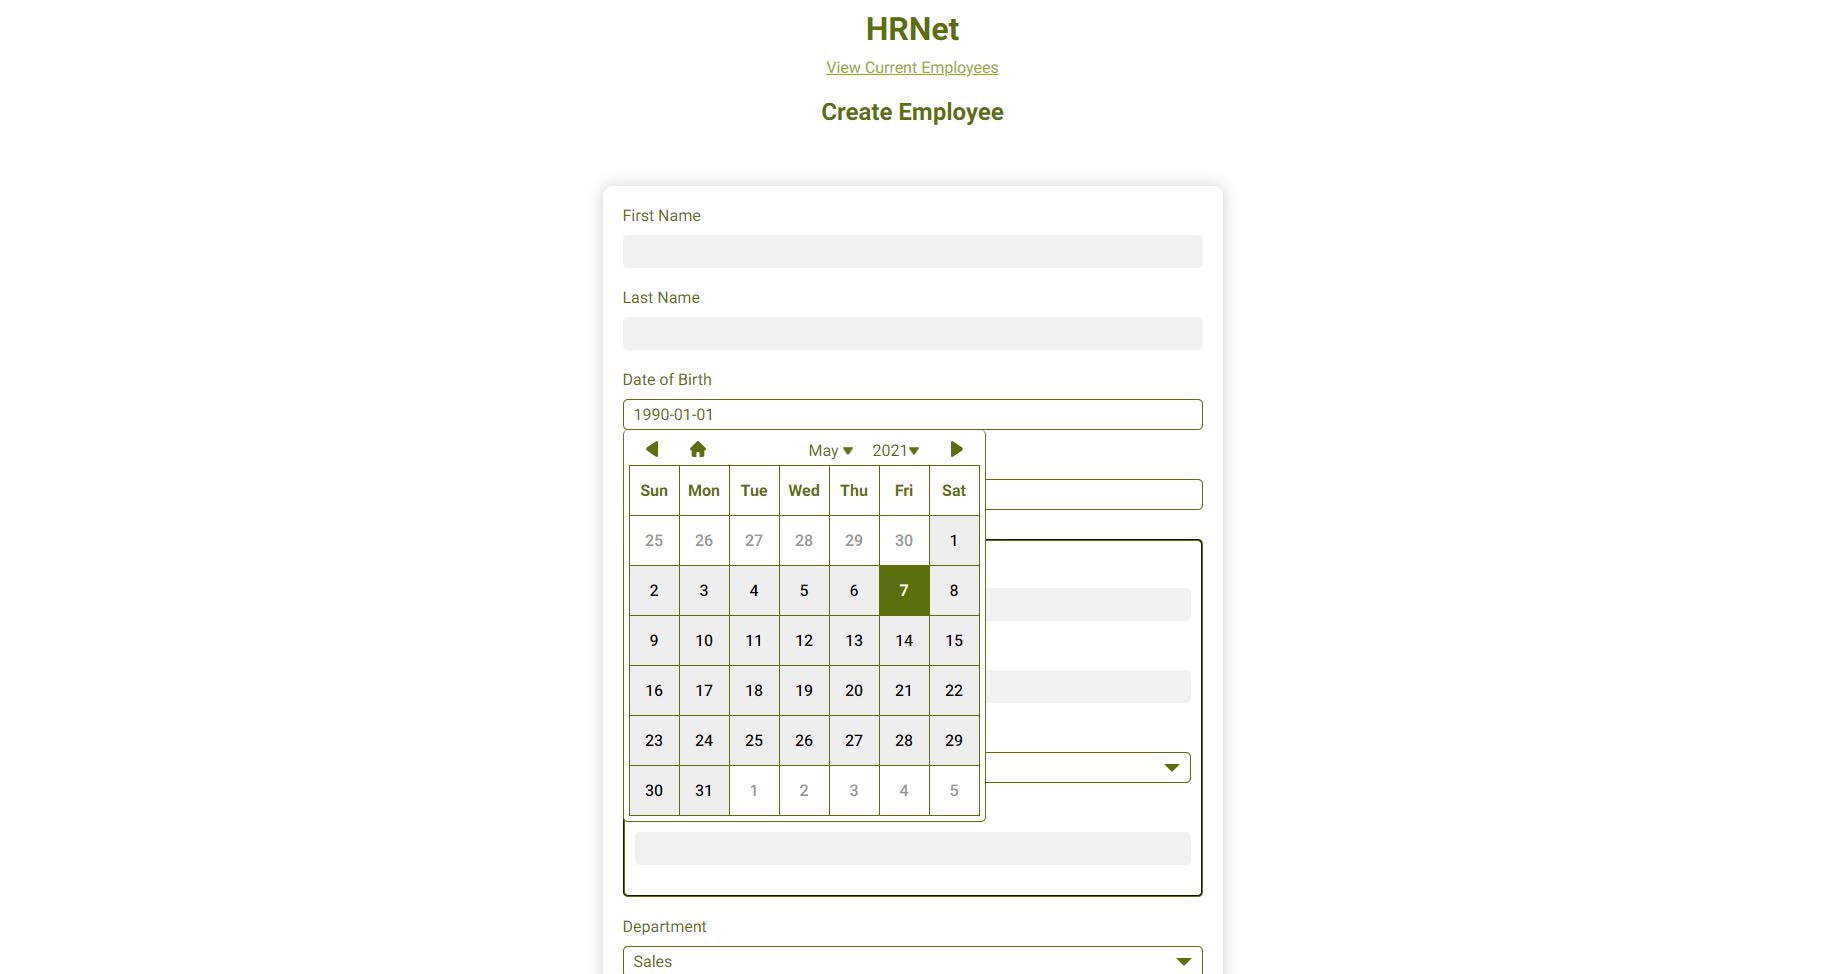 HRNet
View Current Employees
Create Employee
First Name
Last Name
Date of Birth
1990-01-01
May 2021
Sun Mon Tue Wed Thu Fri Sat
25 26 27 28 29 30 1
2 3 4 5 6 7 8
9 10 11 12 13 14 15
16 17 18 19 20 21 22
23 24 25 26 27 28 29
30 31 1 2 3 4 5
Department
Sales